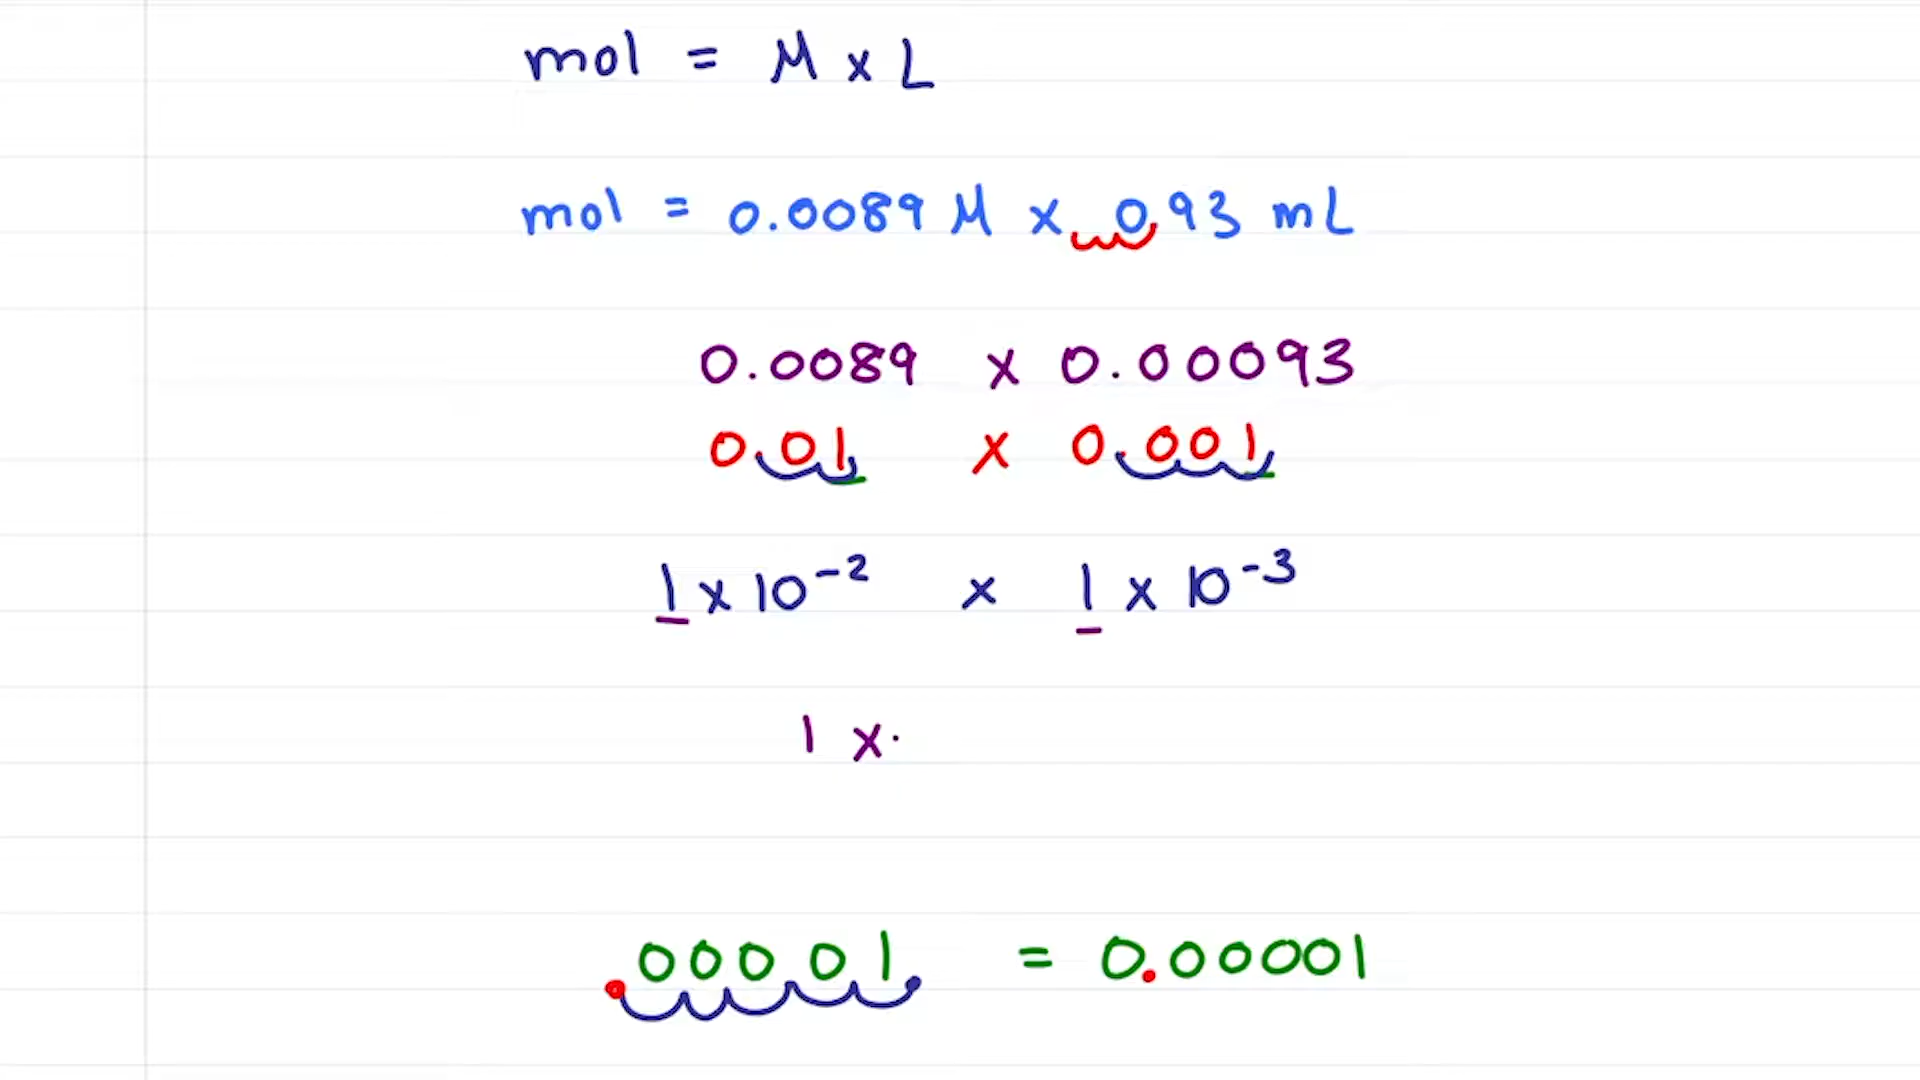 mol = M x L
mol = 0.0089 M x 0.93 mL
0.0089 x 0.00093
0.01 x 0.001
1 x 10⁻² x 1 x 10⁻³
1 x
00001 = 0.00001